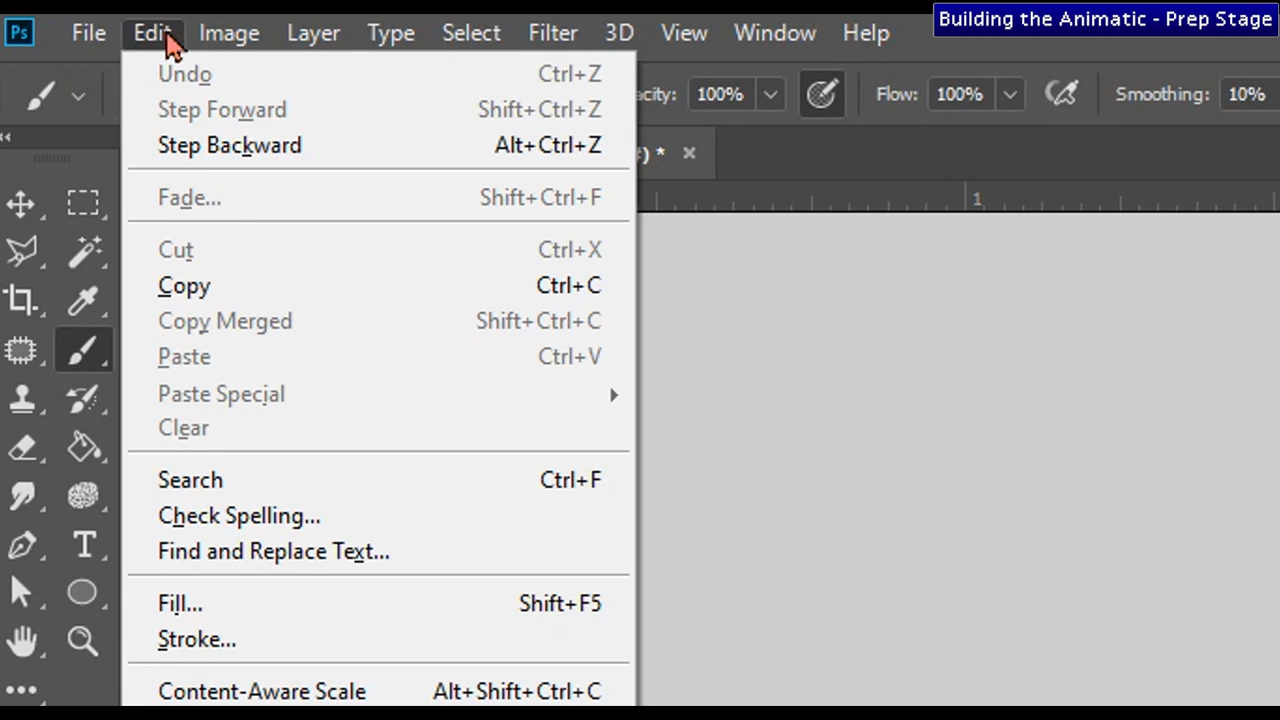 Building the Animatic - Prep Stage
Ps File Edit Image Layer Type Select Filter 3D View Window Help
100% Flow: 100% Smoothing: 10%
) * ×
1
Undo Ctrl+Z
Step Forward Shift+Ctrl+Z
Step Backward Alt+Ctrl+Z
Fade... Shift+Ctrl+F
Cut Ctrl+X
Copy Ctrl+C
Copy Merged Shift+Ctrl+C
Paste Ctrl+V
Paste Special
Clear
Search Ctrl+F
Check Spelling...
Find and Replace Text...
Fill... Shift+F5
Stroke...
Content-Aware Scale Alt+Shift+Ctrl+C